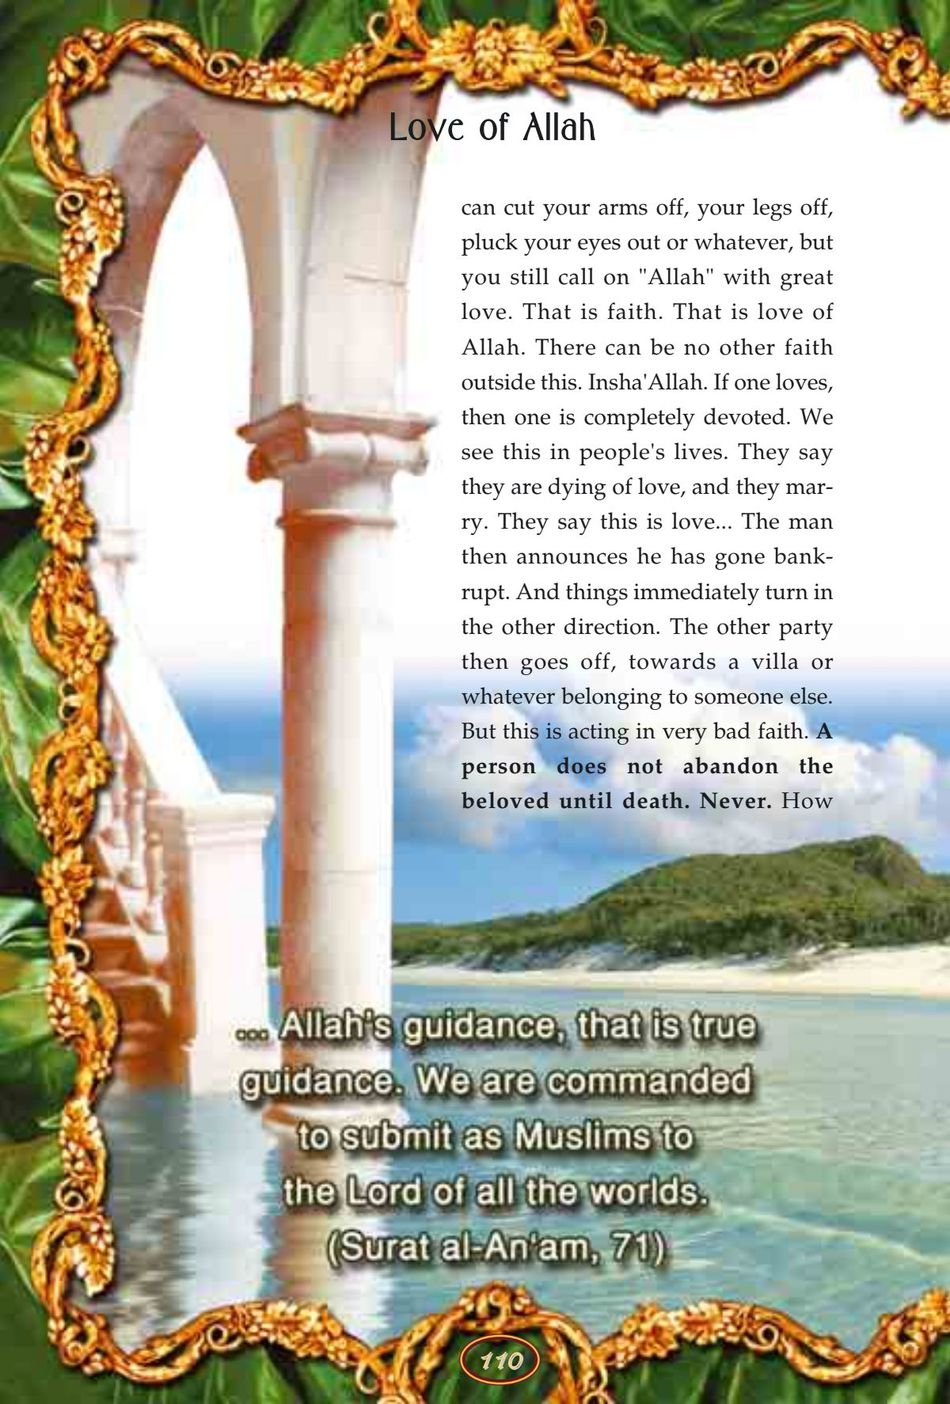 Love of Allah
can cut your arms off, your legs off,
pluck your eyes out or whatever, but
you still call on "Allah" with great
love. That is faith. That is love of
Allah. There can be no other faith
outside this. Insha'Allah. If one loves,
then one is completely devoted. We
see this in people's lives. They say
they are dying of love, and they mar-
ry. They say this is love... The man
then announces he has gone bank-
rupt. And things immediately turn in
the other direction. The other party
then goes off, towards a villa or
whatever belonging to someone else.
But this is acting in very bad faith. A
person does not abandon the
beloved until death. Never. How
... Allah's guidance, that is true
guidance. We are commanded
to submit as Muslims to
the Lord of all the worlds.
(Surat al-An'am, 71)
110